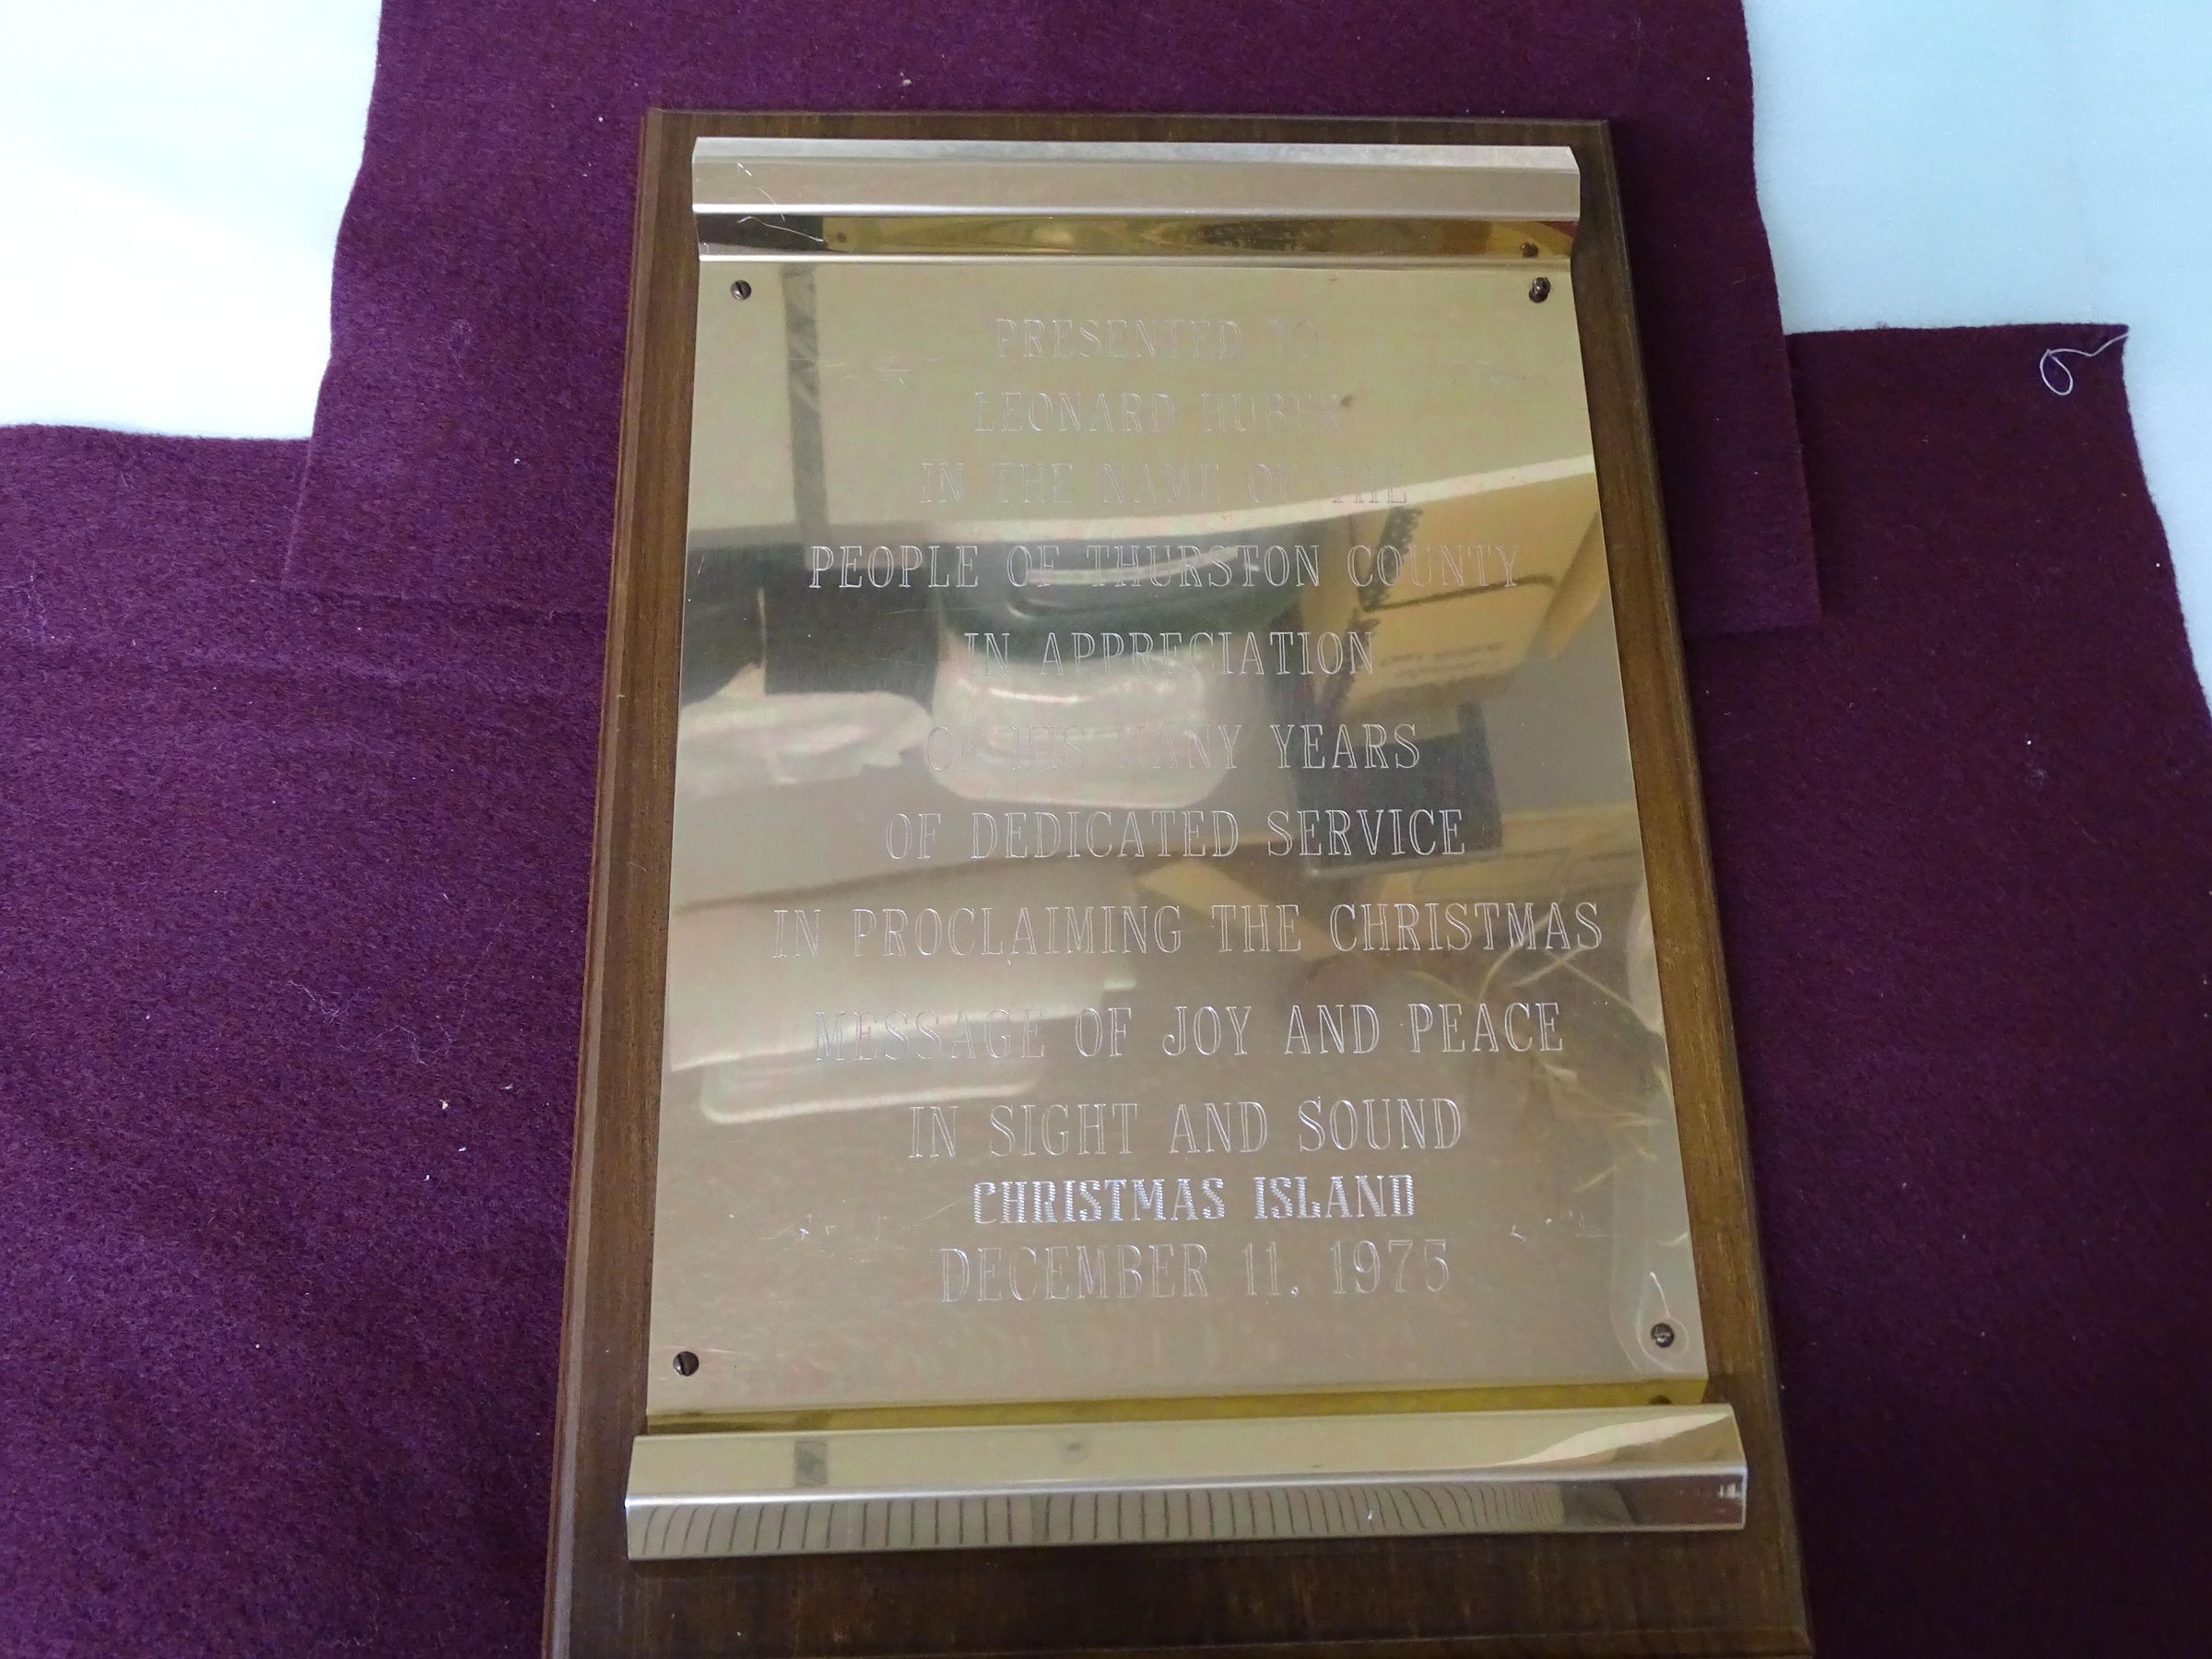 PRESENTED TO
LEONARD HUBER
IN THE NAME OF THE
PEOPLE OF THURSTON COUNTY
IN APPRECIATION
OF HIS MANY YEARS
OF DEDICATED SERVICE
IN PROCLAIMING THE CHRISTMAS
MESSAGE OF JOY AND PEACE
IN SIGHT AND SOUND
CHRISTMAS ISLAND
DECEMBER 11, 1975